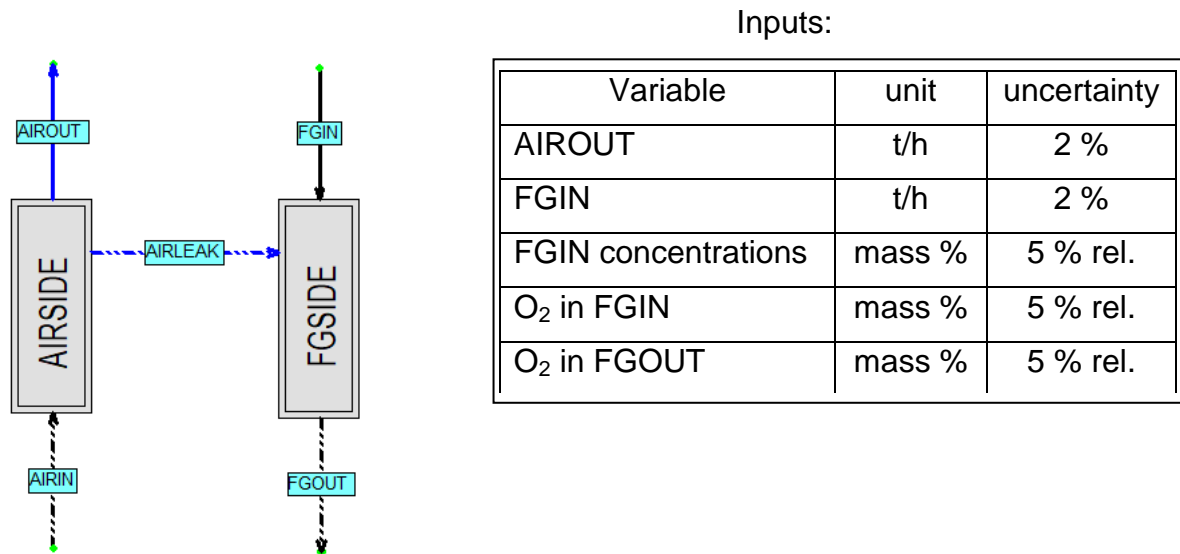 Inputs:
Variable unit uncertainty
AIROUT t/h 2 %
FGIN t/h 2 %
FGIN concentrations mass % 5 % rel.
O₂ in FGIN mass % 5 % rel.
O₂ in FGOUT mass % 5 % rel.
AIROUT
FGIN
AIRLEAK
AIRSIDE
FGSIDE
AIRIN
FGOUT